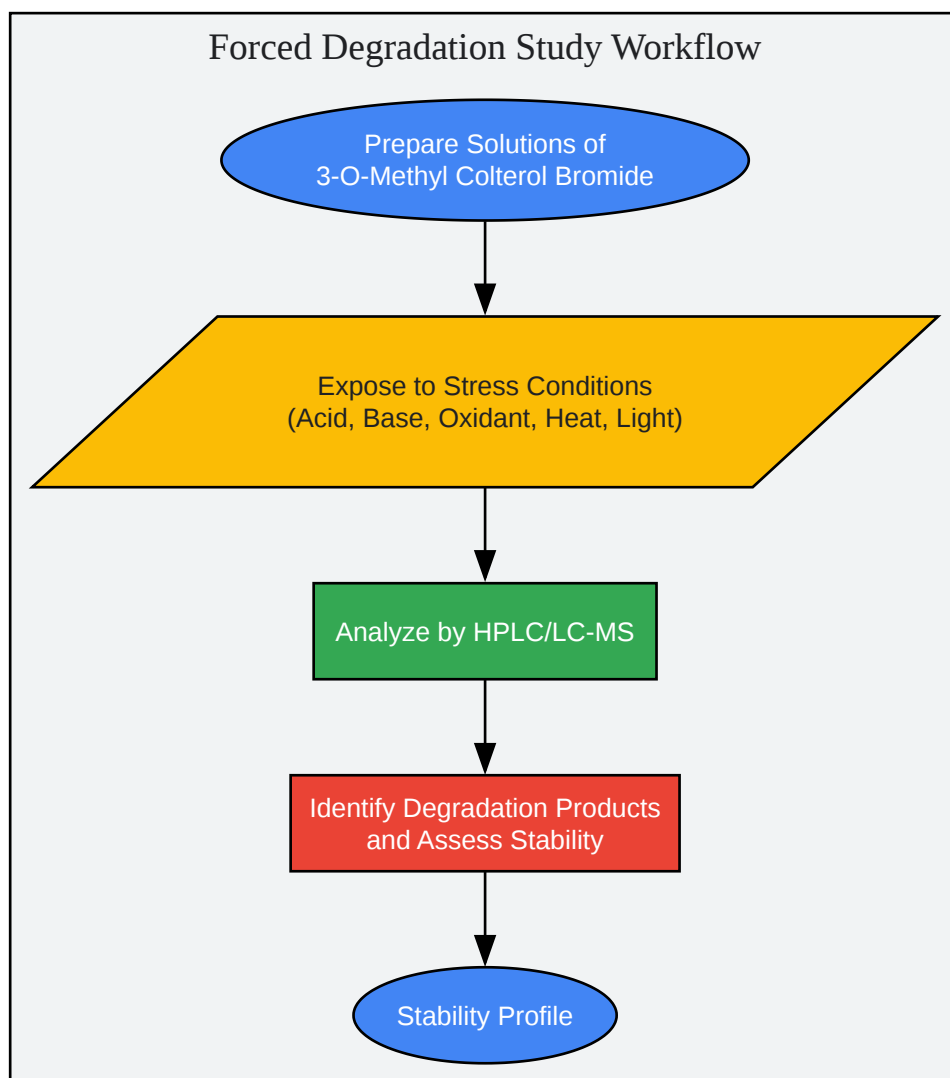 Forced Degradation Study Workflow
Prepare Solutions of
3-O-Methyl Colterol Bromide
Expose to Stress Conditions
(Acid, Base, Oxidant, Heat, Light)
Analyze by HPLC/LC-MS
Identify Degradation Products
and Assess Stability
Stability Profile